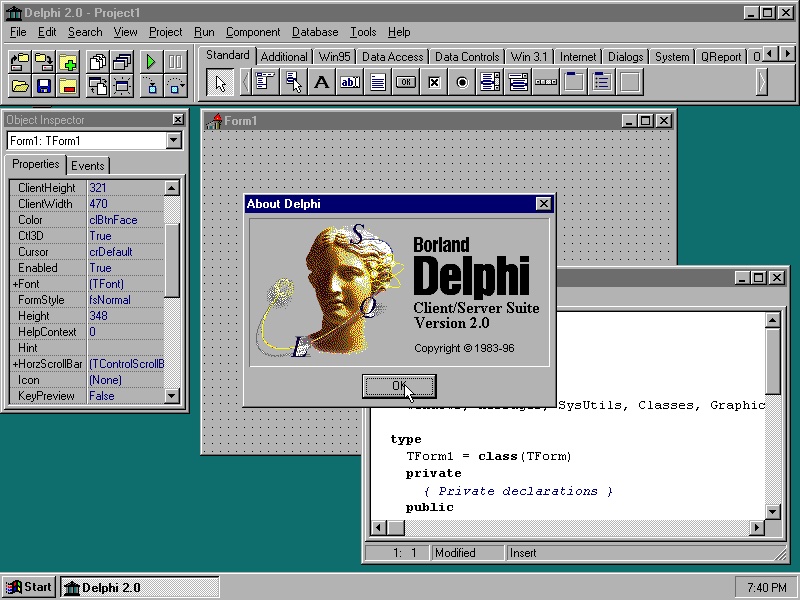 Delphi 2.0 - Project1
File Edit Search View Project Run Component Database Tools Help
Standard Additional Win95 Data Access Data Controls Win 3.1 Internet Dialogs System QReport
A ab OK
Object Inspector
Form1: TForm1
Properties Events
ClientHeight 321
ClientWidth 470
Color clBtnFace
Ctl3D True
Cursor crDefault
Enabled True
+Font (TFont)
FormStyle fsNormal
Height 348
HelpContext 0
Hint
+HorzScrollBar (TControlScrollB
Icon (None)
KeyPreview False
Form1
About Delphi
S
Q
L
Borland
Delphi
Client/Server Suite
Version 2.0
Copyright © 1983-96
OK
SysUtils, Classes, Graphic
type
TForm1 = class(TForm)
private
{ Private declarations }
public
1: 1 Modified Insert
Start Delphi 2.0 7:40 PM